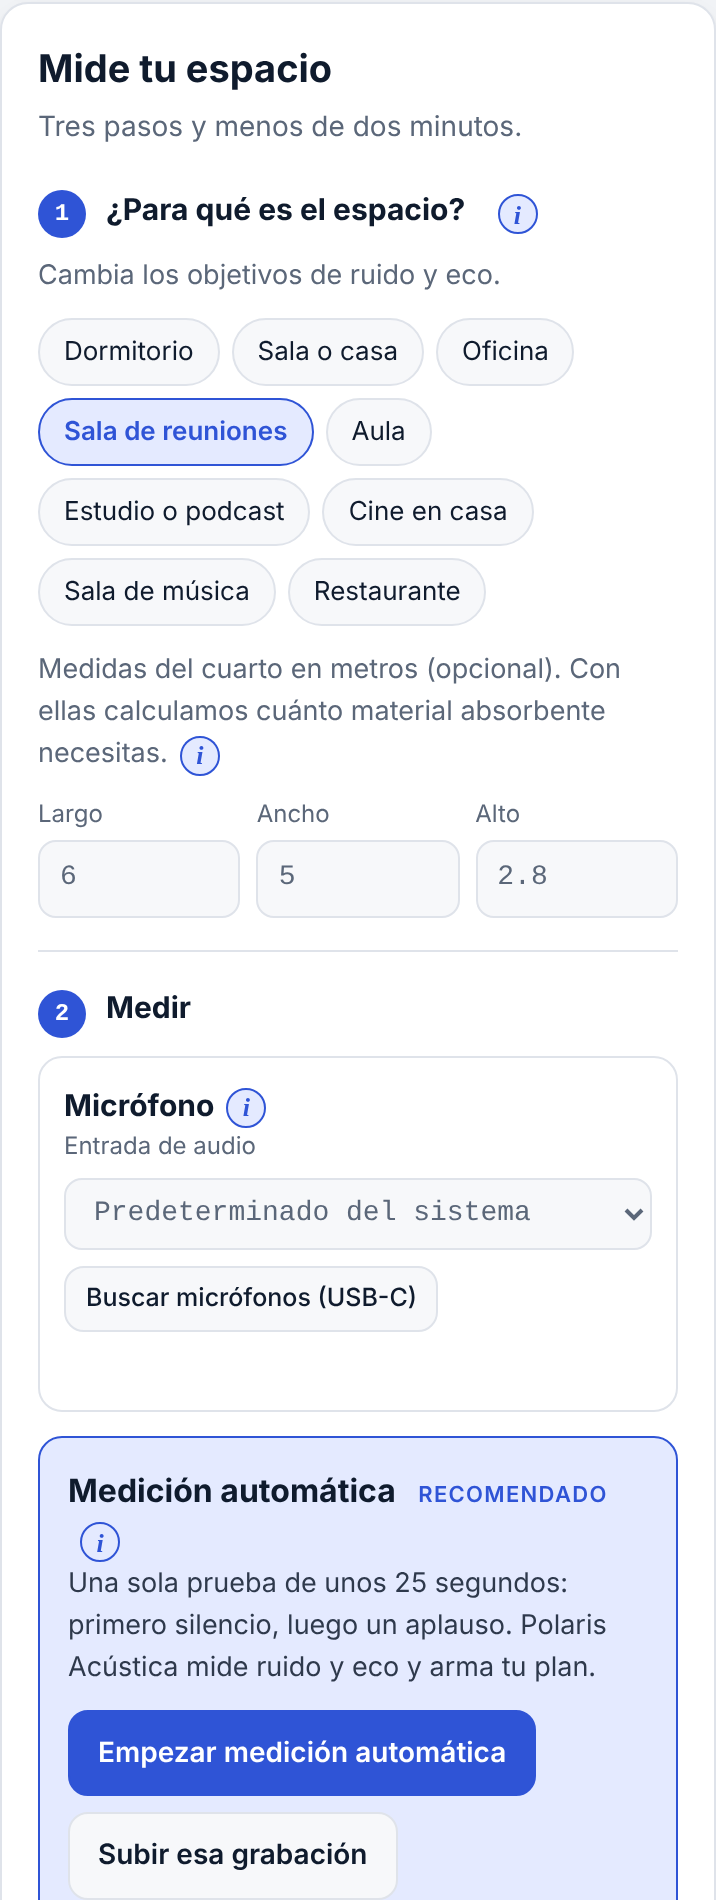 Mide tu espacio
Tres pasos y menos de dos minutos.
1 ¿Para qué es el espacio? i
Cambia los objetivos de ruido y eco.
Dormitorio Sala o casa Oficina
Sala de reuniones Aula
Estudio o podcast Cine en casa
Sala de música Restaurante
Medidas del cuarto en metros (opcional). Con
ellas calculamos cuánto material absorbente
necesitas. i
Largo Ancho Alto
6 5 2.8
2 Medir
Micrófono i
Entrada de audio
Predeterminado del sistema
Buscar micrófonos (USB-C)
Medición automática RECOMENDADO
i
Una sola prueba de unos 25 segundos:
primero silencio, luego un aplauso. Polaris
Acústica mide ruido y eco y arma tu plan.
Empezar medición automática
Subir esa grabación